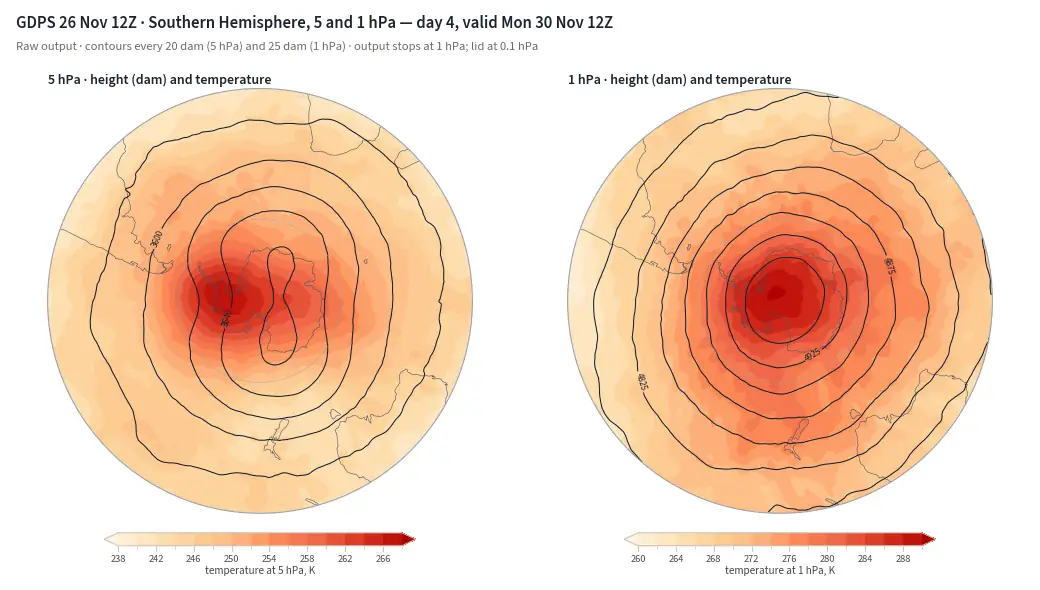 GDPS 26 Nov 12Z · Southern Hemisphere, 5 and 1 hPa — day 4, valid Mon 30 Nov 12Z
Raw output · contours every 20 dam (5 hPa) and 25 dam (1 hPa) · output stops at 1 hPa; lid at 0.1 hPa
5 hPa · height (dam) and temperature
1 hPa · height (dam) and temperature
3600
4875
4925
4825
238 242 246 250 254 258 262 266
temperature at 5 hPa, K
260 264 268 272 276 280 284 288
temperature at 1 hPa, K